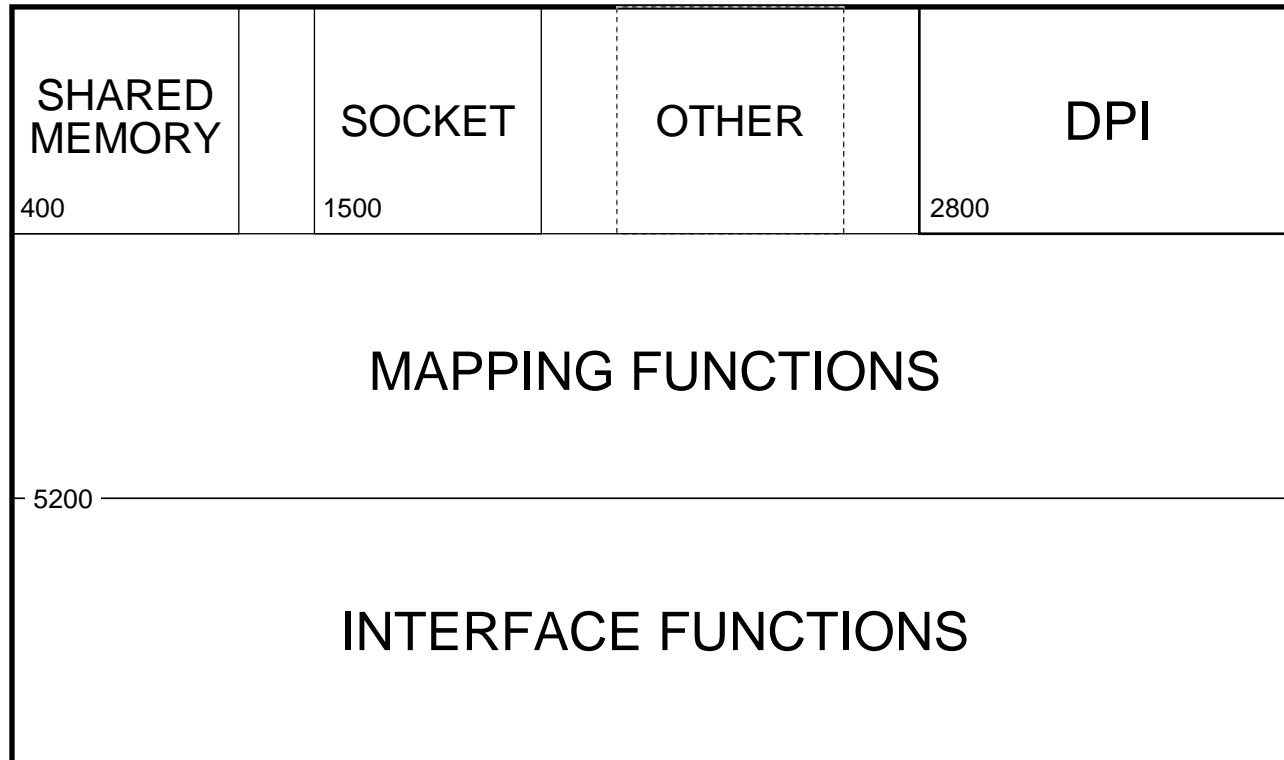 SHARED
MEMORY
SOCKET
OTHER
DPI
400
1500
2800
MAPPING FUNCTIONS
5200
INTERFACE FUNCTIONS